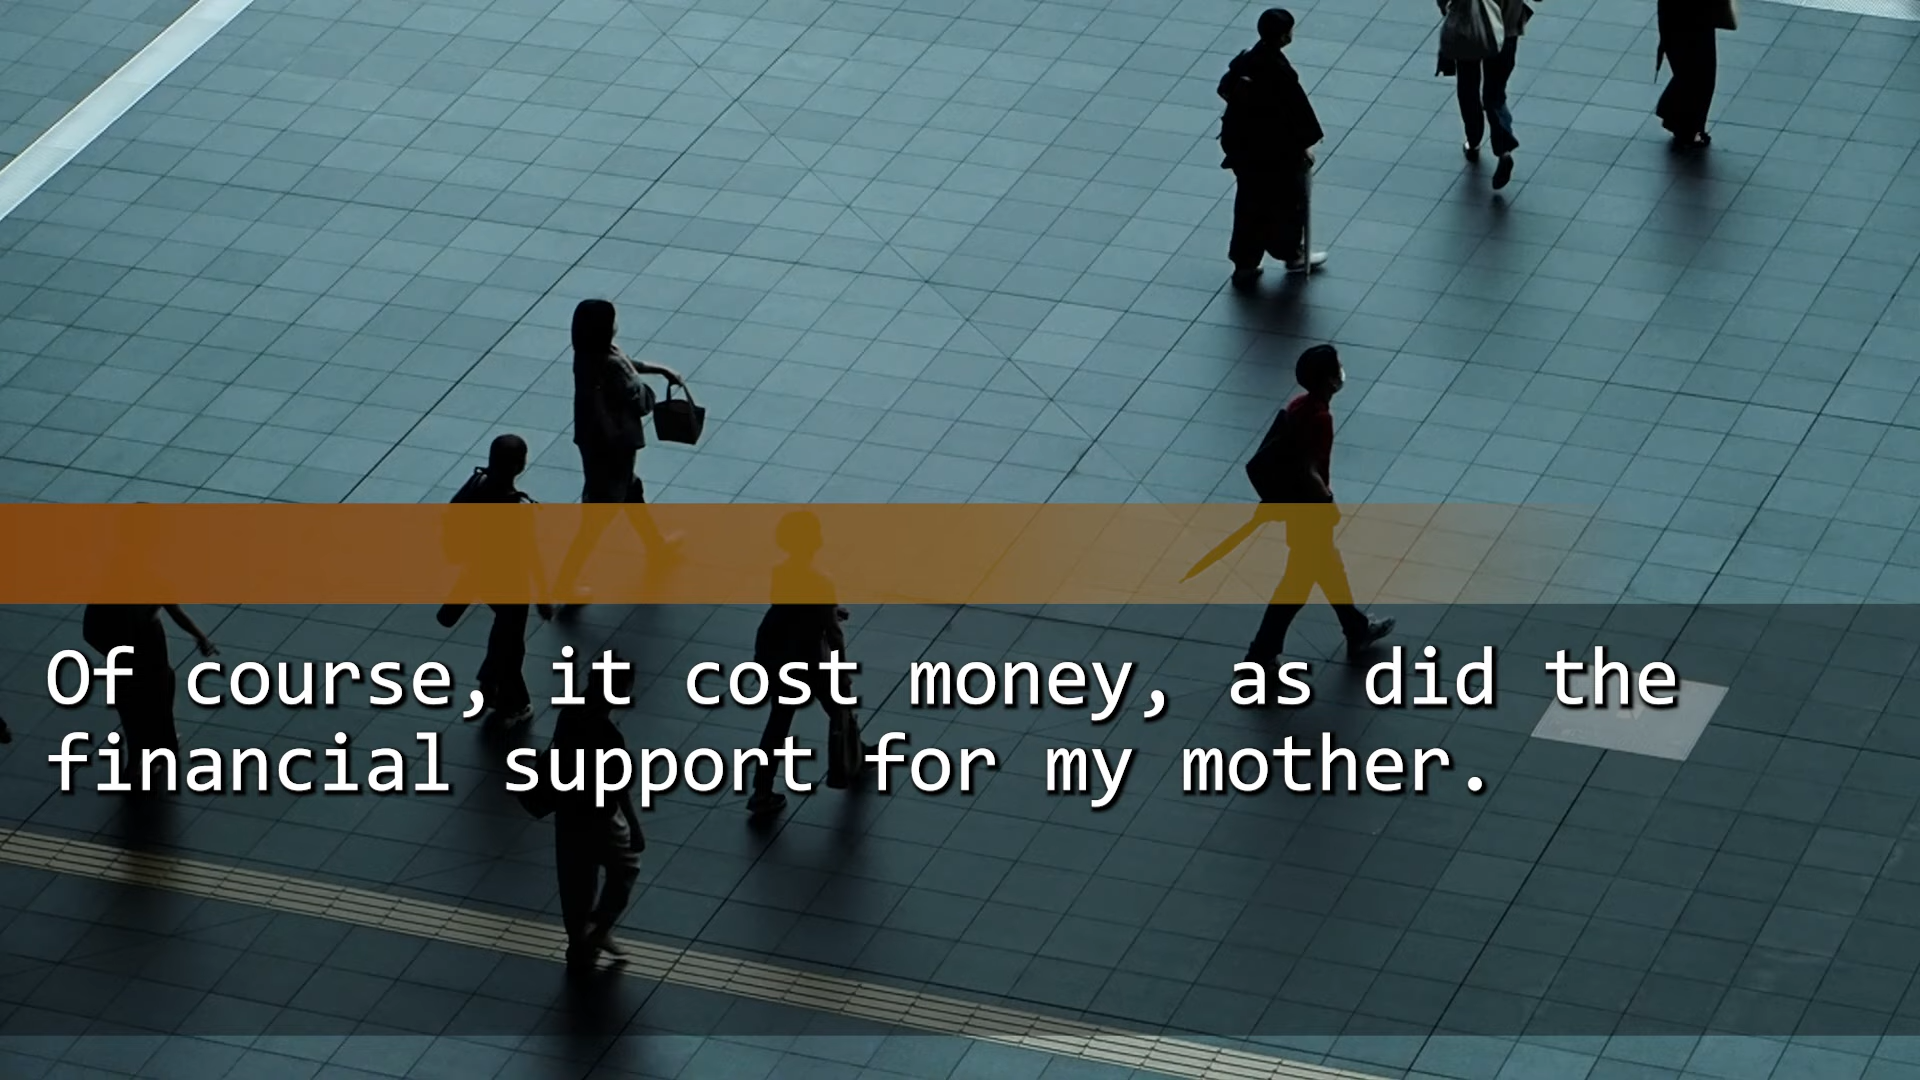 Of course, it cost money, as did the
financial support for my mother.